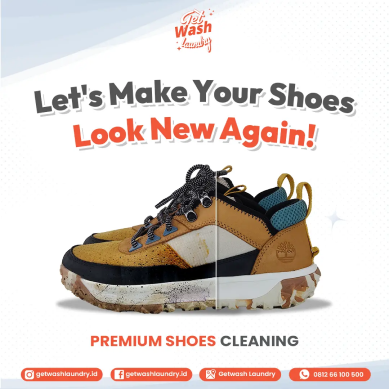 Get
Wash
Laundry
Let's Make Your Shoes
Look New Again!
PREMIUM SHOES CLEANING
getwashlaundry.id
getwashlaundry.id
Getwash Laundry
0812 66 100 500